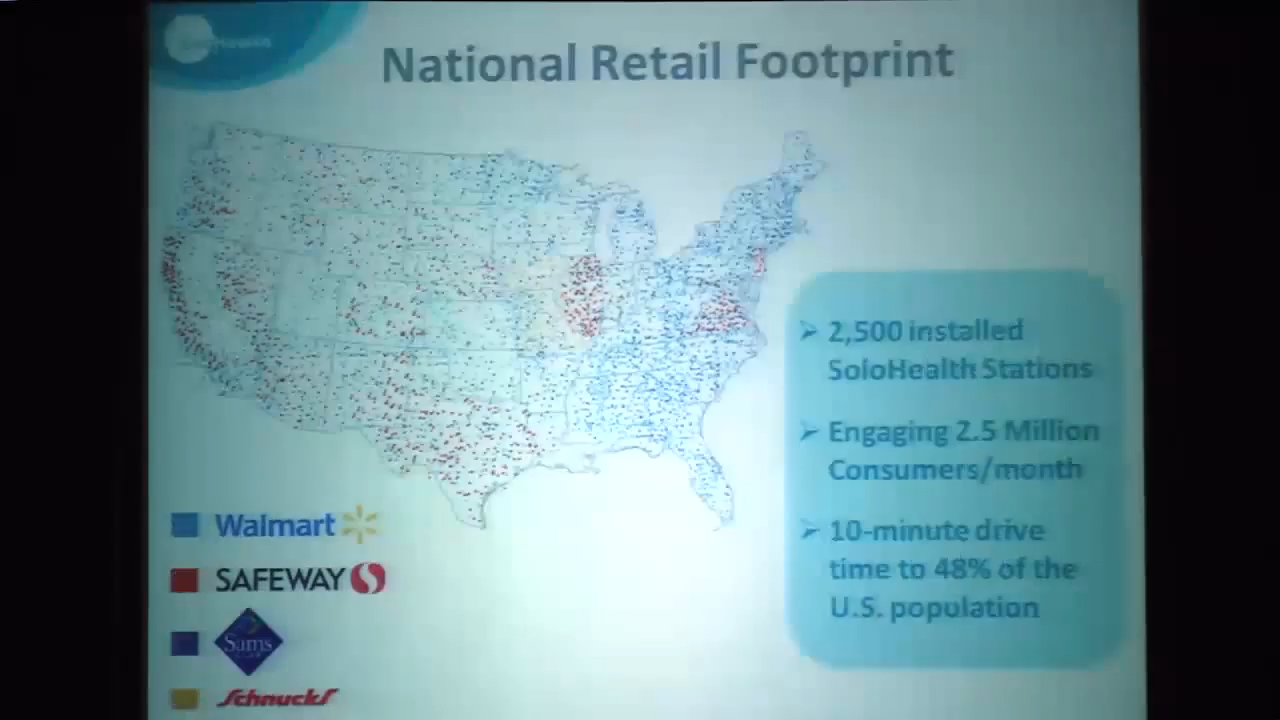 National Retail Footprint
➢ 2,500 installed
SoloHealth Stations
➢ Engaging 2.5 Million
Consumers/month
➢ 10-minute drive
time to 48% of the
U.S. population
Walmart
SAFEWAY
Sams
Schnucks